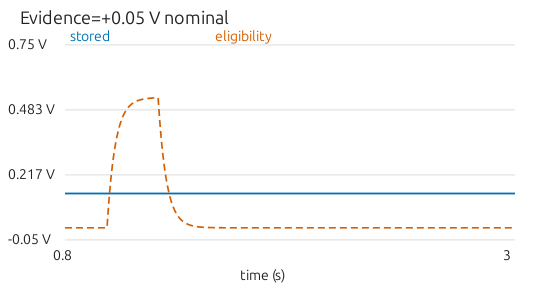 Evidence=+0.05 V nominal
stored eligibility
0.75 V
0.483 V
0.217 V
-0.05 V
0.8 3
time (s)